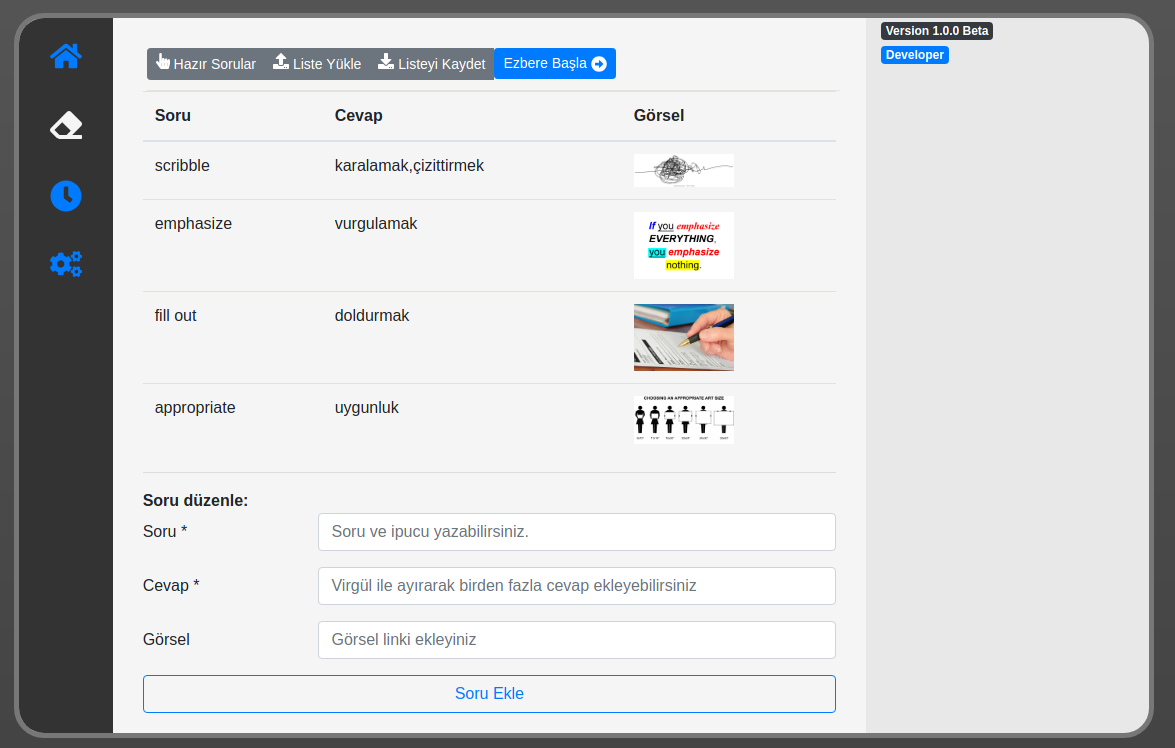 Hazır Sorular Liste Yükle Listeyi Kaydet Ezbere Başla
Version 1.0.0 Beta
Developer
Soru Cevap Görsel
scribble karalamak,çizittirmek
emphasize vurgulamak
If you emphasize
EVERYTHING,
you emphasize
nothing.
fill out doldurmak
appropriate uygunluk
CHOOSING AN APPROPRIATE ART SIZE
Soru düzenle:
Soru * Soru ve ipucu yazabilirsiniz.
Cevap * Virgül ile ayırarak birden fazla cevap ekleyebilirsiniz
Görsel Görsel linki ekleyiniz
Soru Ekle